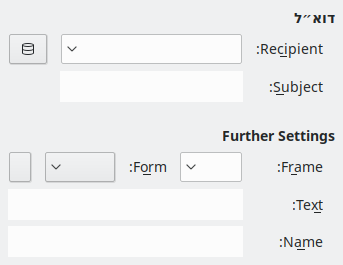 דוא״ל
Recipient:
Subject:
Further Settings
Frame: Form:
Text:
Name: